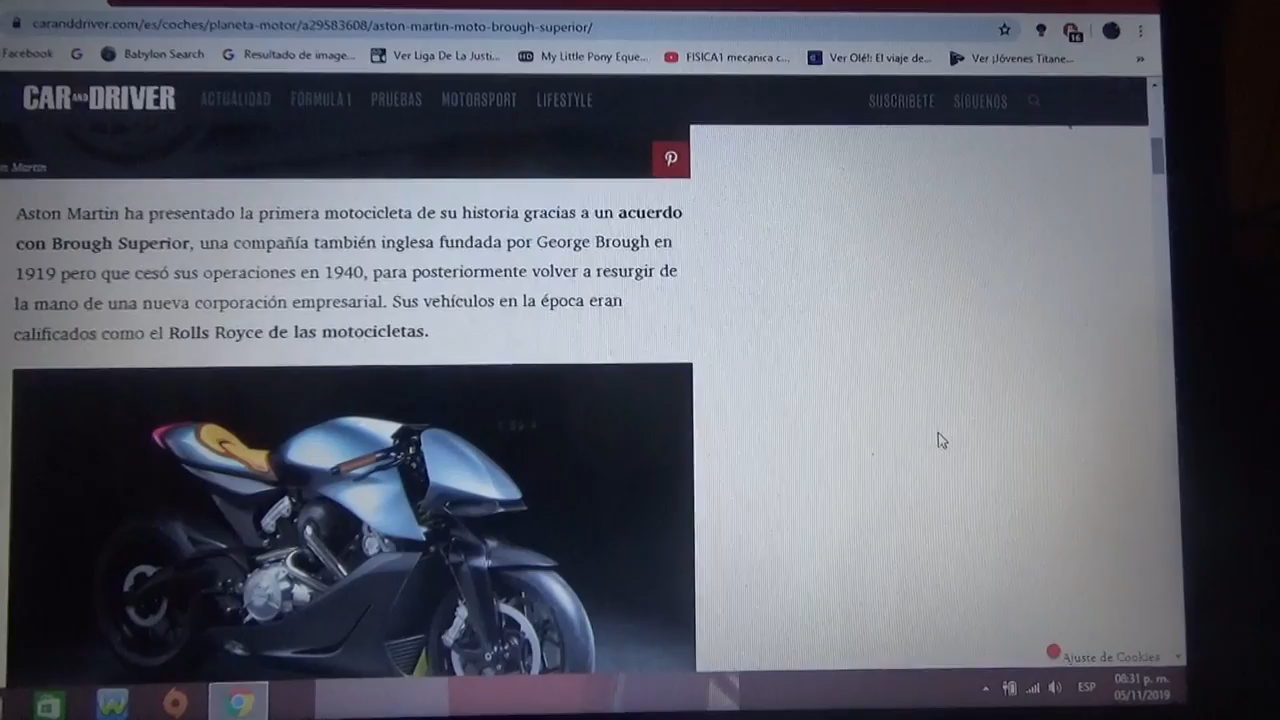 caranddriver.com/es/coches/planeta-motor/a29583608/aston-martin-moto-brough-superior/
16
Facebook G Babylon Search G Resultado de image... Ver Liga De La Justi... HD My Little Pony Eque... FISICA1 mecanica c... Ver Olé!: El viaje de... Ver ¡Jóvenes Titane... »
CAR AND DRIVER ACTUALIDAD FÓRMULA 1 PRUEBAS MOTORSPORT LIFESTYLE SUSCRÍBETE SÍGUENOS
Martin
Aston Martin ha presentado la primera motocicleta de su historia gracias a un acuerdo
con Brough Superior, una compañía también inglesa fundada por George Brough en
1919 pero que cesó sus operaciones en 1940, para posteriormente volver a resurgir de
la mano de una nueva corporación empresarial. Sus vehículos en la época eran
calificados como el Rolls Royce de las motocicletas.
Ajuste de Cookies
ESP
08:31 p. m.
05/11/2019